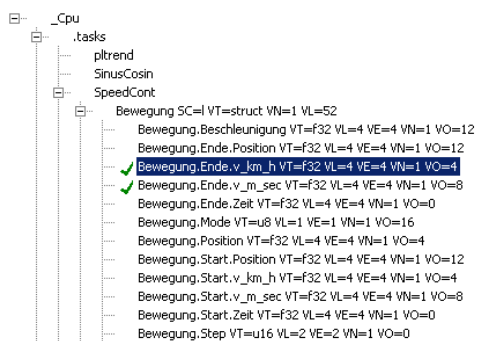 _Cpu
.tasks
pltrend
SinusCosin
SpeedCont
Bewegung SC=l VT=struct VN=1 VL=52
Bewegung.Beschleunigung VT=f32 VL=4 VE=4 VN=1 VO=12
Bewegung.Ende.Position VT=f32 VL=4 VE=4 VN=1 VO=12
Bewegung.Ende.v_km_h VT=f32 VL=4 VE=4 VN=1 VO=4
Bewegung.Ende.v_m_sec VT=f32 VL=4 VE=4 VN=1 VO=8
Bewegung.Ende.Zeit VT=f32 VL=4 VE=4 VN=1 VO=0
Bewegung.Mode VT=u8 VL=1 VE=1 VN=1 VO=16
Bewegung.Position VT=f32 VL=4 VE=4 VN=1 VO=4
Bewegung.Start.Position VT=f32 VL=4 VE=4 VN=1 VO=12
Bewegung.Start.v_km_h VT=f32 VL=4 VE=4 VN=1 VO=4
Bewegung.Start.v_m_sec VT=f32 VL=4 VE=4 VN=1 VO=8
Bewegung.Start.Zeit VT=f32 VL=4 VE=4 VN=1 VO=0
Bewegung.Step VT=u16 VL=2 VE=2 VN=1 VO=0